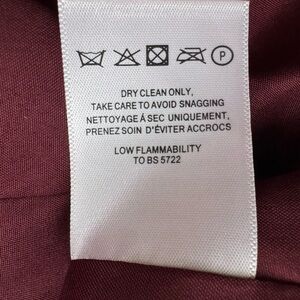 P
DRY CLEAN ONLY,
TAKE CARE TO AVOID SNAGGING
NETTOYAGE À SEC UNIQUEMENT,
PRENEZ SOIN D'ÉVITER ACCROCS
LOW FLAMMABILITY
TO BS 5722